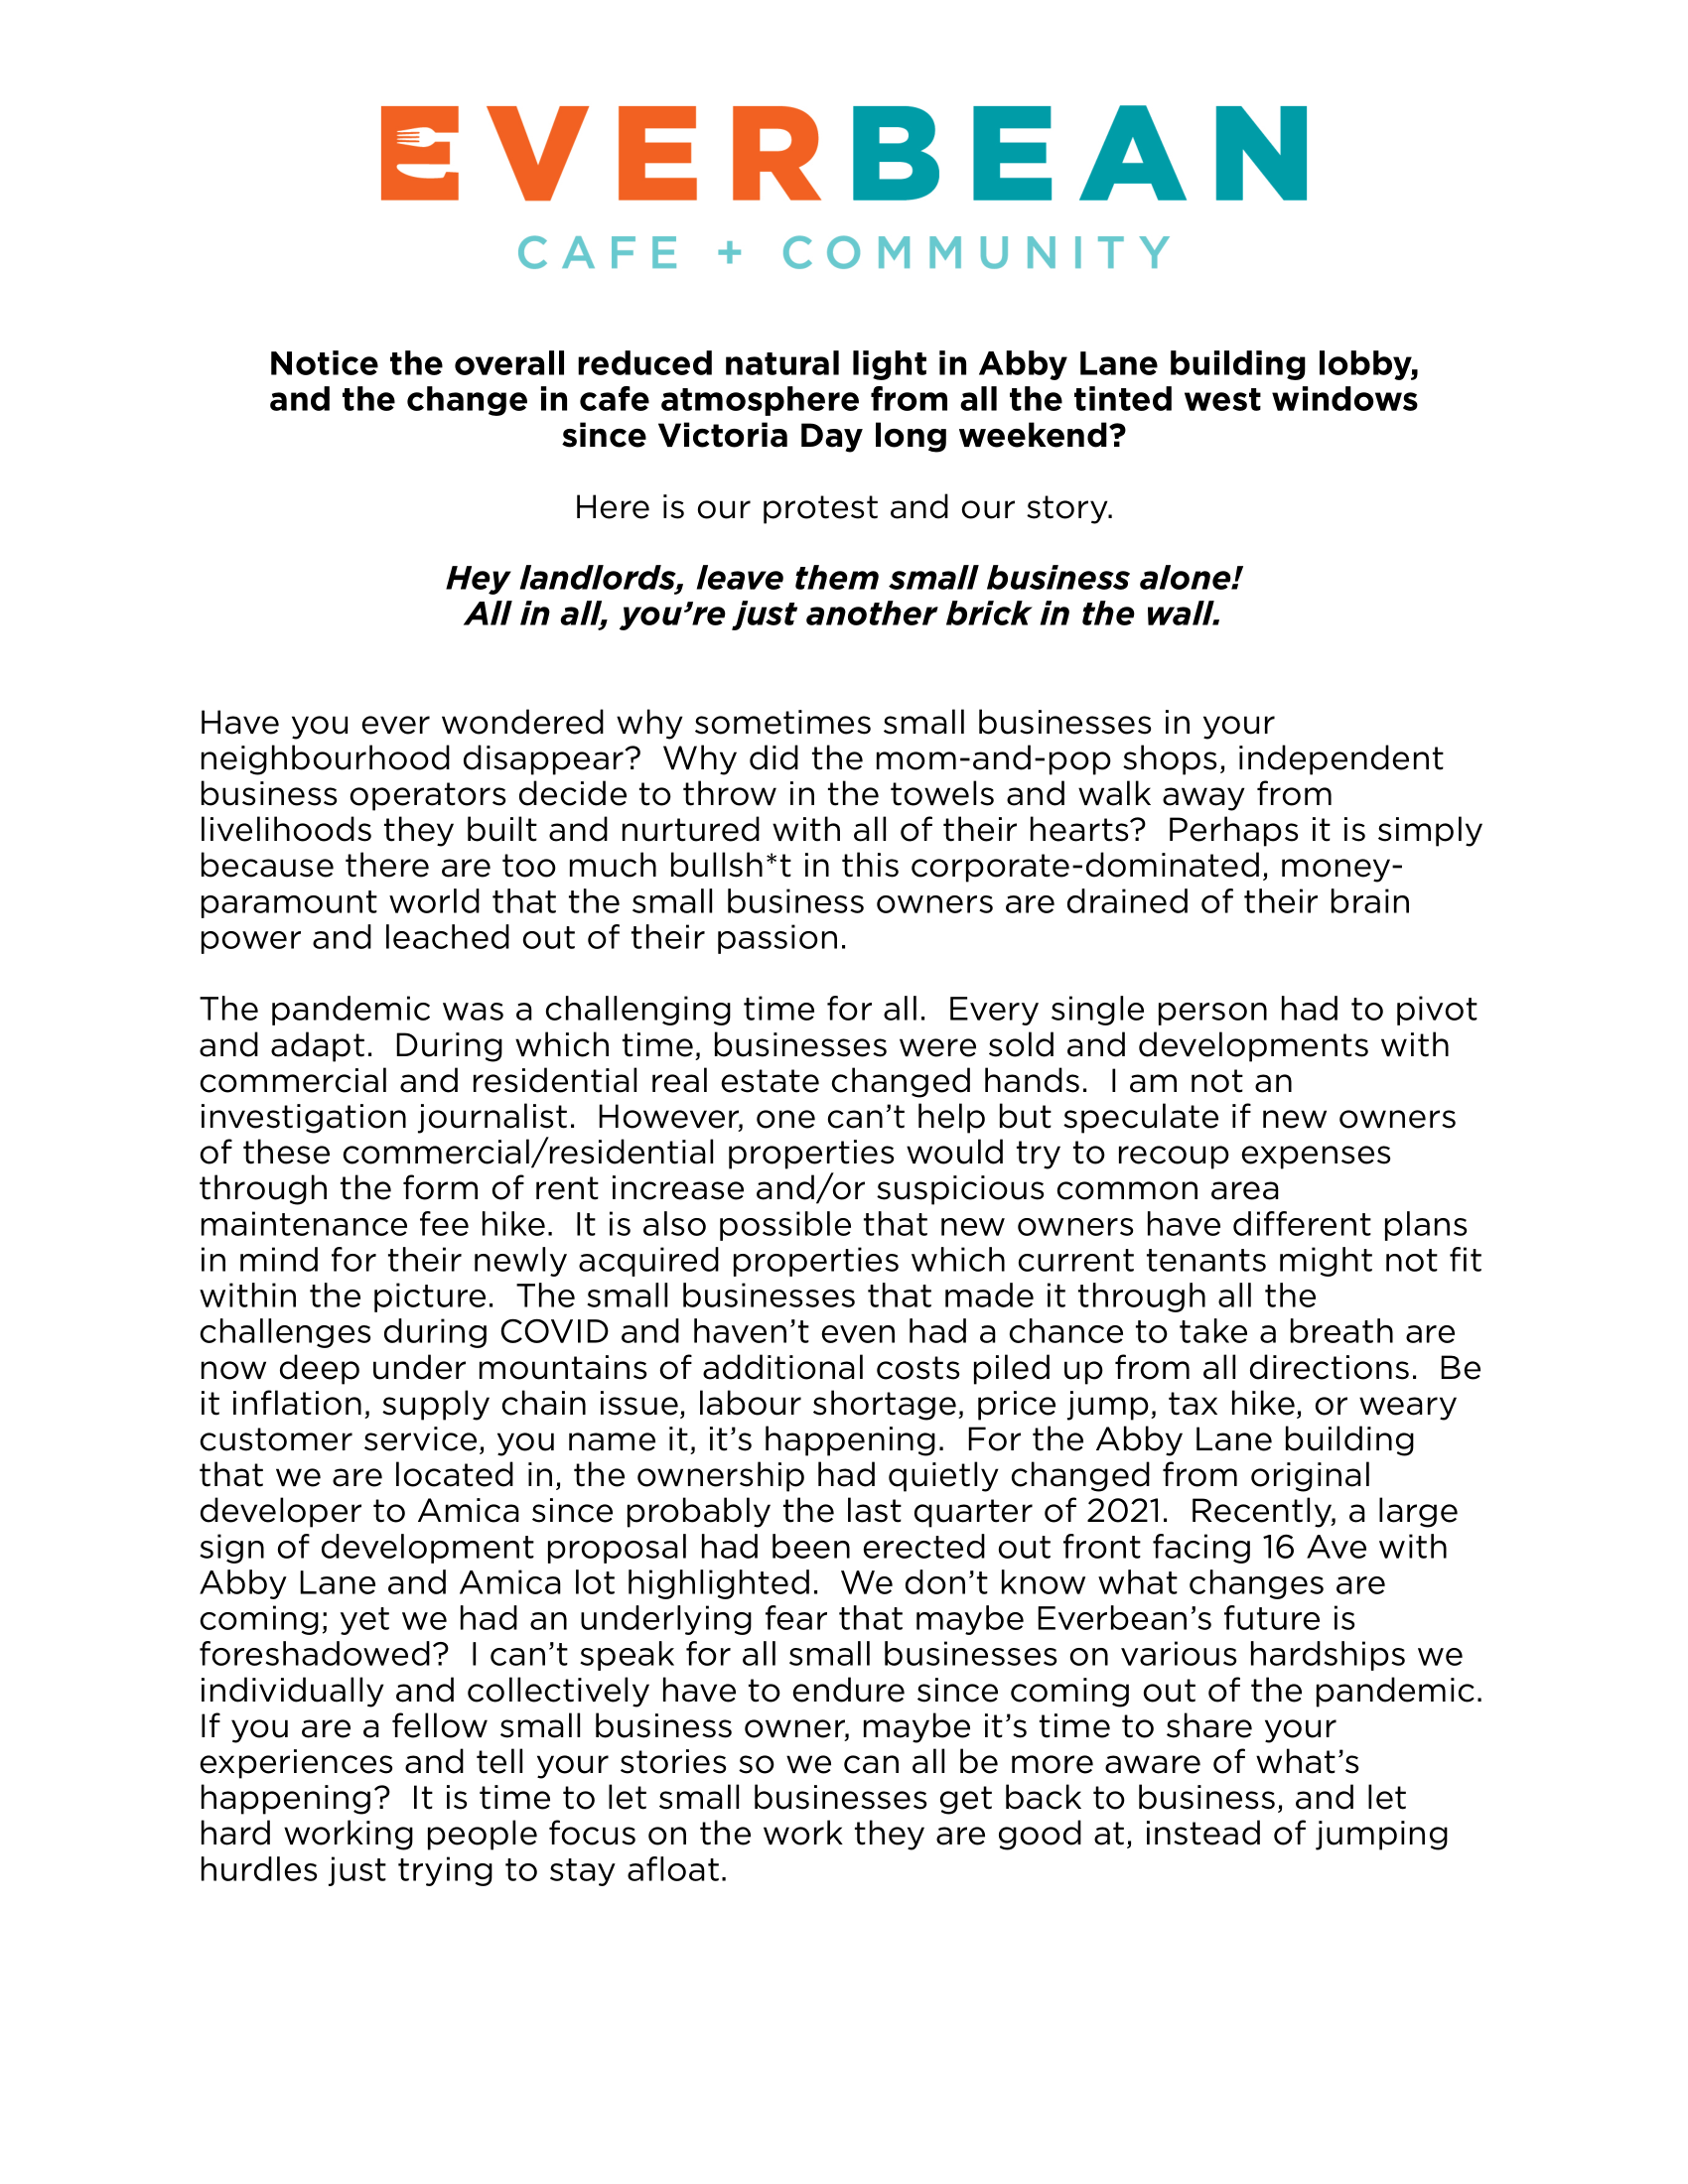 EVERBEAN
CAFE + COMMUNITY
Notice the overall reduced natural light in Abby Lane building lobby,
and the change in cafe atmosphere from all the tinted west windows
since Victoria Day long weekend?
Here is our protest and our story.
Hey landlords, leave them small business alone!
All in all, you’re just another brick in the wall.
Have you ever wondered why sometimes small businesses in your
neighbourhood disappear?  Why did the mom-and-pop shops, independent
business operators decide to throw in the towels and walk away from
livelihoods they built and nurtured with all of their hearts?  Perhaps it is simply
because there are too much bullsh*t in this corporate-dominated, money-
paramount world that the small business owners are drained of their brain
power and leached out of their passion.
The pandemic was a challenging time for all.  Every single person had to pivot
and adapt.  During which time, businesses were sold and developments with
commercial and residential real estate changed hands.  I am not an
investigation journalist.  However, one can’t help but speculate if new owners
of these commercial/residential properties would try to recoup expenses
through the form of rent increase and/or suspicious common area
maintenance fee hike.  It is also possible that new owners have different plans
in mind for their newly acquired properties which current tenants might not fit
within the picture.  The small businesses that made it through all the
challenges during COVID and haven’t even had a chance to take a breath are
now deep under mountains of additional costs piled up from all directions.  Be
it inflation, supply chain issue, labour shortage, price jump, tax hike, or weary
customer service, you name it, it’s happening.  For the Abby Lane building
that we are located in, the ownership had quietly changed from original
developer to Amica since probably the last quarter of 2021.  Recently, a large
sign of development proposal had been erected out front facing 16 Ave with
Abby Lane and Amica lot highlighted.  We don’t know what changes are
coming; yet we had an underlying fear that maybe Everbean’s future is
foreshadowed?  I can’t speak for all small businesses on various hardships we
individually and collectively have to endure since coming out of the pandemic.
If you are a fellow small business owner, maybe it’s time to share your
experiences and tell your stories so we can all be more aware of what’s
happening?  It is time to let small businesses get back to business, and let
hard working people focus on the work they are good at, instead of jumping
hurdles just trying to stay afloat.